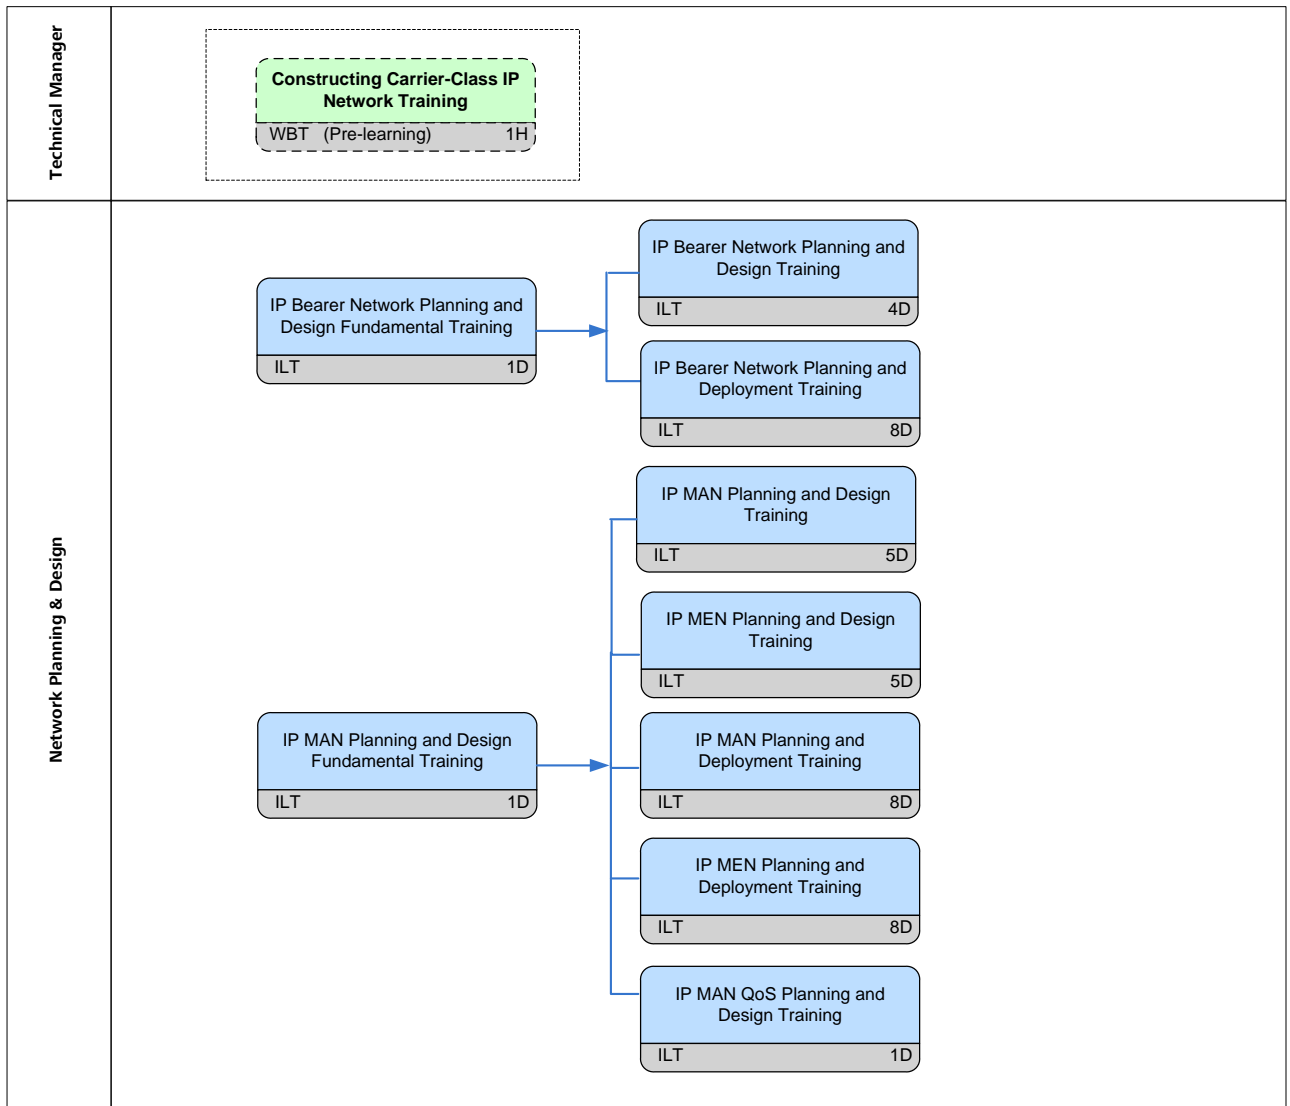 Technical Manager
Constructing Carrier-Class IP
Network Training
WBT (Pre-learning) 1H
Network Planning & Design
IP Bearer Network Planning and
Design Fundamental Training
ILT 1D
IP Bearer Network Planning and
Design Training
ILT 4D
IP Bearer Network Planning and
Deployment Training
ILT 8D
IP MAN Planning and Design
Fundamental Training
ILT 1D
IP MAN Planning and Design
Training
ILT 5D
IP MEN Planning and Design
Training
ILT 5D
IP MAN Planning and
Deployment Training
ILT 8D
IP MEN Planning and
Deployment Training
ILT 8D
IP MAN QoS Planning and
Design Training
ILT 1D